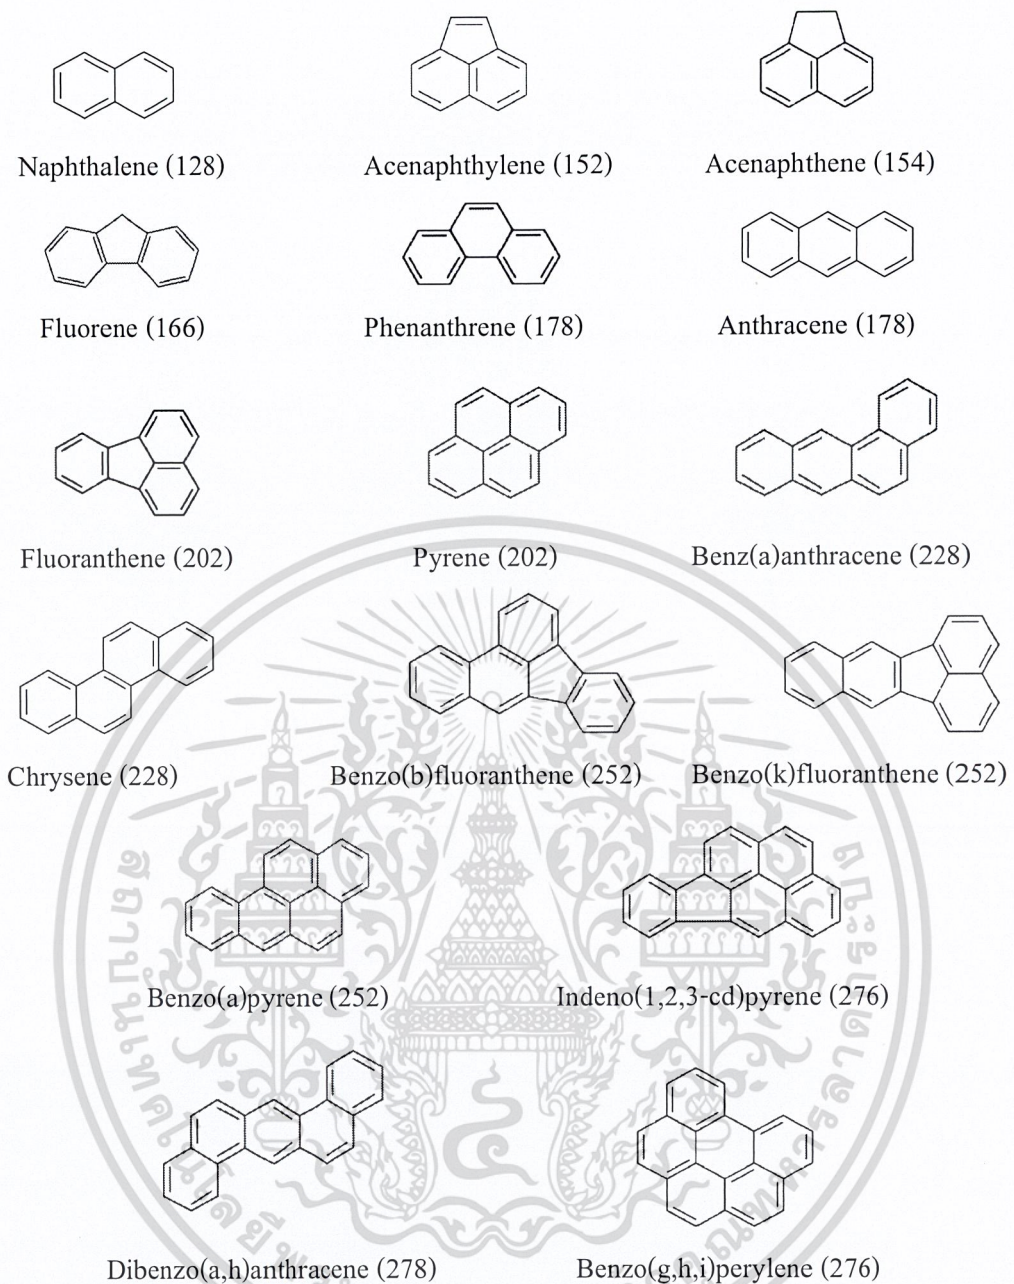 Naphthalene (128)
Acenaphthylene (152)
Acenaphthene (154)
Fluorene (166)
Phenanthrene (178)
Anthracene (178)
Fluoranthene (202)
Pyrene (202)
Benz(a)anthracene (228)
Chrysene (228)
Benzo(b)fluoranthene (252)
Benzo(k)fluoranthene (252)
Benzo(a)pyrene (252)
Indeno(1,2,3-cd)pyrene (276)
Dibenzo(a,h)anthracene (278)
Benzo(g,h,i)perylene (276)